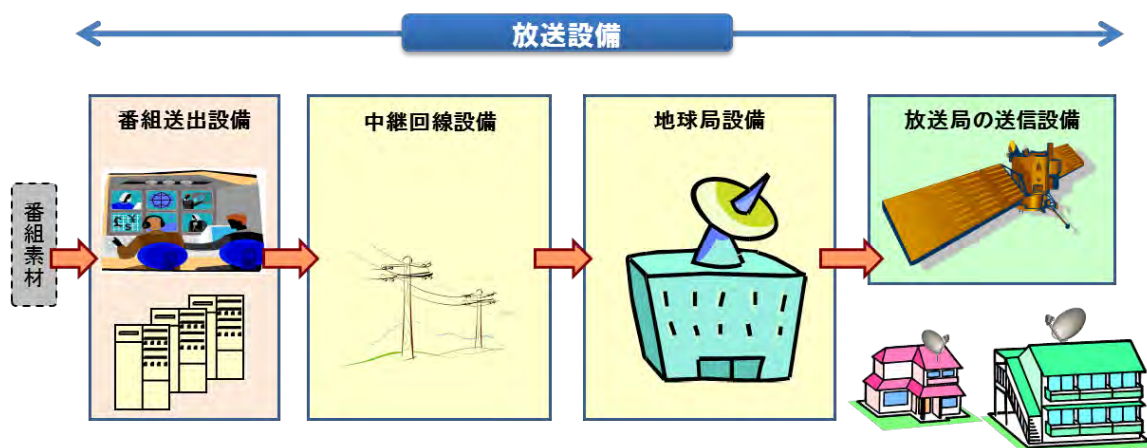 放送設備
番組送出設備
中継回線設備
地球局設備
放送局の送信設備
番組素材